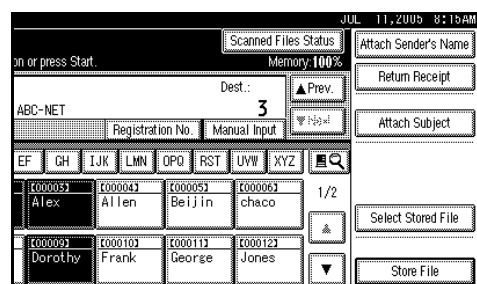 JUL 11,2005 8:15AM
Scanned Files Status
Attach Sender's Name
on or press Start.
Memory:100%
Return Receipt
Dest.:
▲Prev.
ABC-NET
3
▼Next
Attach Subject
Registration No.
Manual Input
EF GH IJK LMN OPQ RST UVW XYZ
[00003] [00004] [00005] [00006]
Alex Allen Beijin chaco
1/2
Select Stored File
[00009] [00010] [00011] [00012]
Dorothy Frank George Jones
Store File